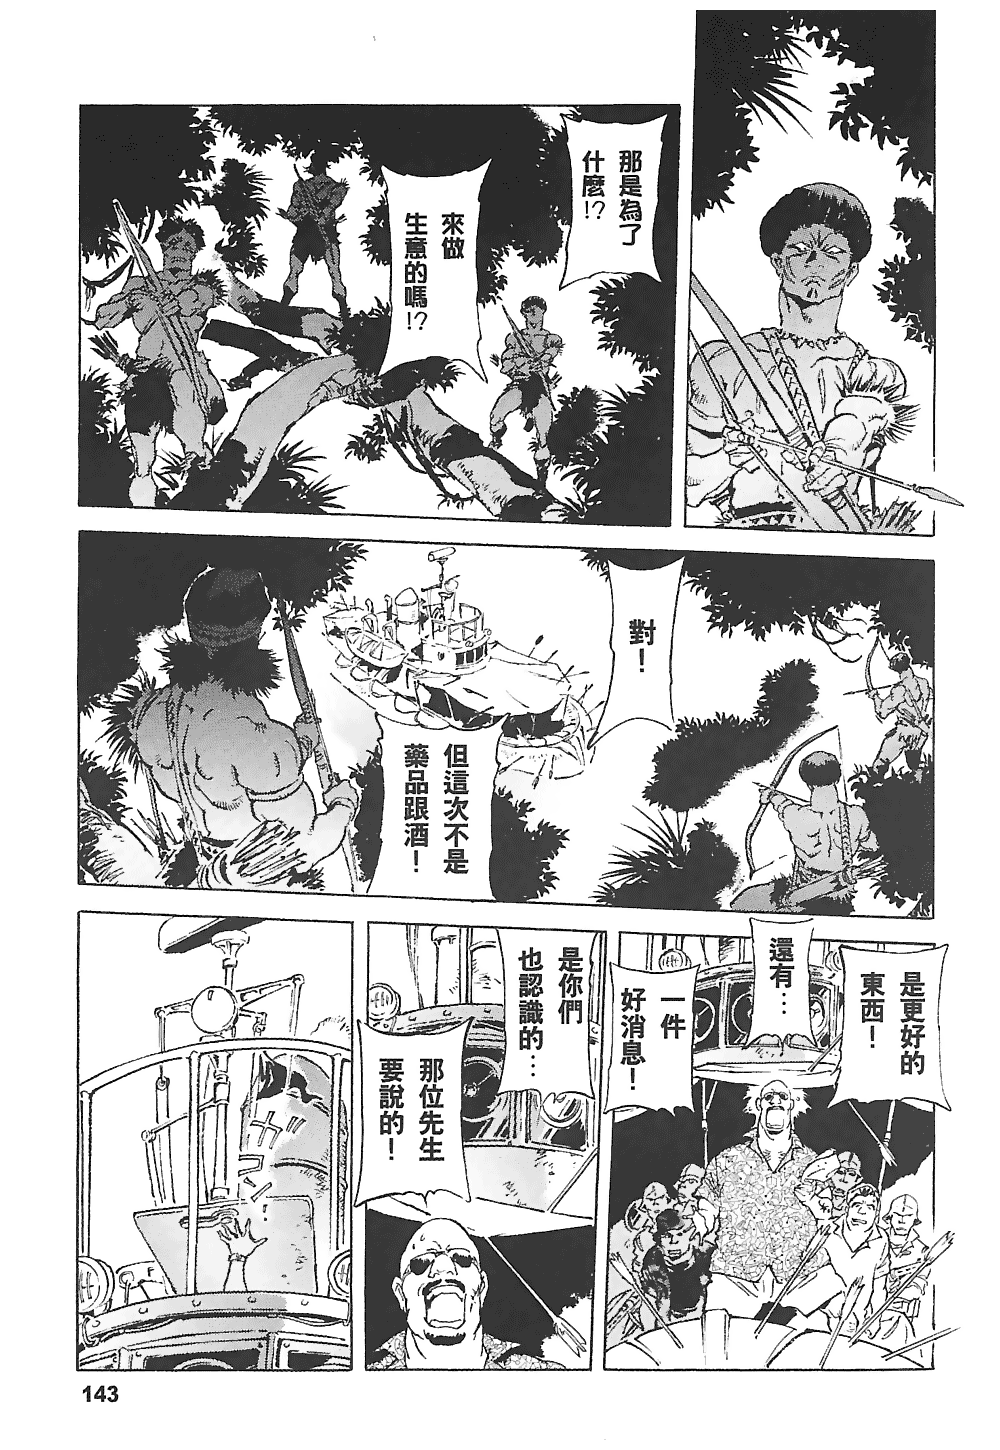 那是為了
什麼!?
來做
生意的嗎!?
對！
但這次不是
藥品跟酒！
是更好的
東西！
還有…
一件
好消息！
是你們
也認識的…
那位先生
要說的！
ガコン
143